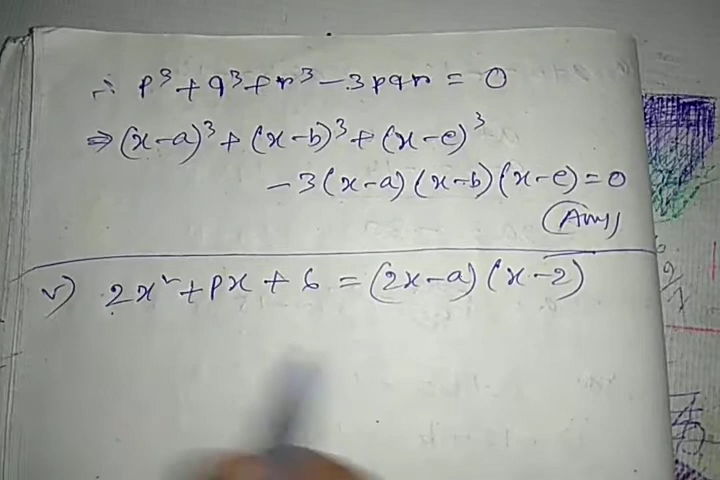 ∴ p³ + q³ + r³ - 3pqr = 0
⇒ (x-a)³ + (x-b)³ + (x-c)³
- 3(x-a)(x-b)(x-c) = 0
(Ans)
v) 2x² + px + 6 = (2x-a)(x-2)